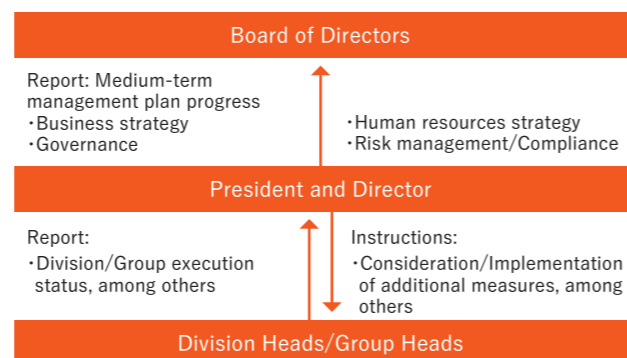 Board of Directors
Report: Medium-term
management plan progress
・Business strategy
・Governance
・Human resources strategy
・Risk management/Compliance
President and Director
Report:
・Division/Group execution
status, among others
Instructions:
・Consideration/Implementation
of additional measures, among
others
Division Heads/Group Heads